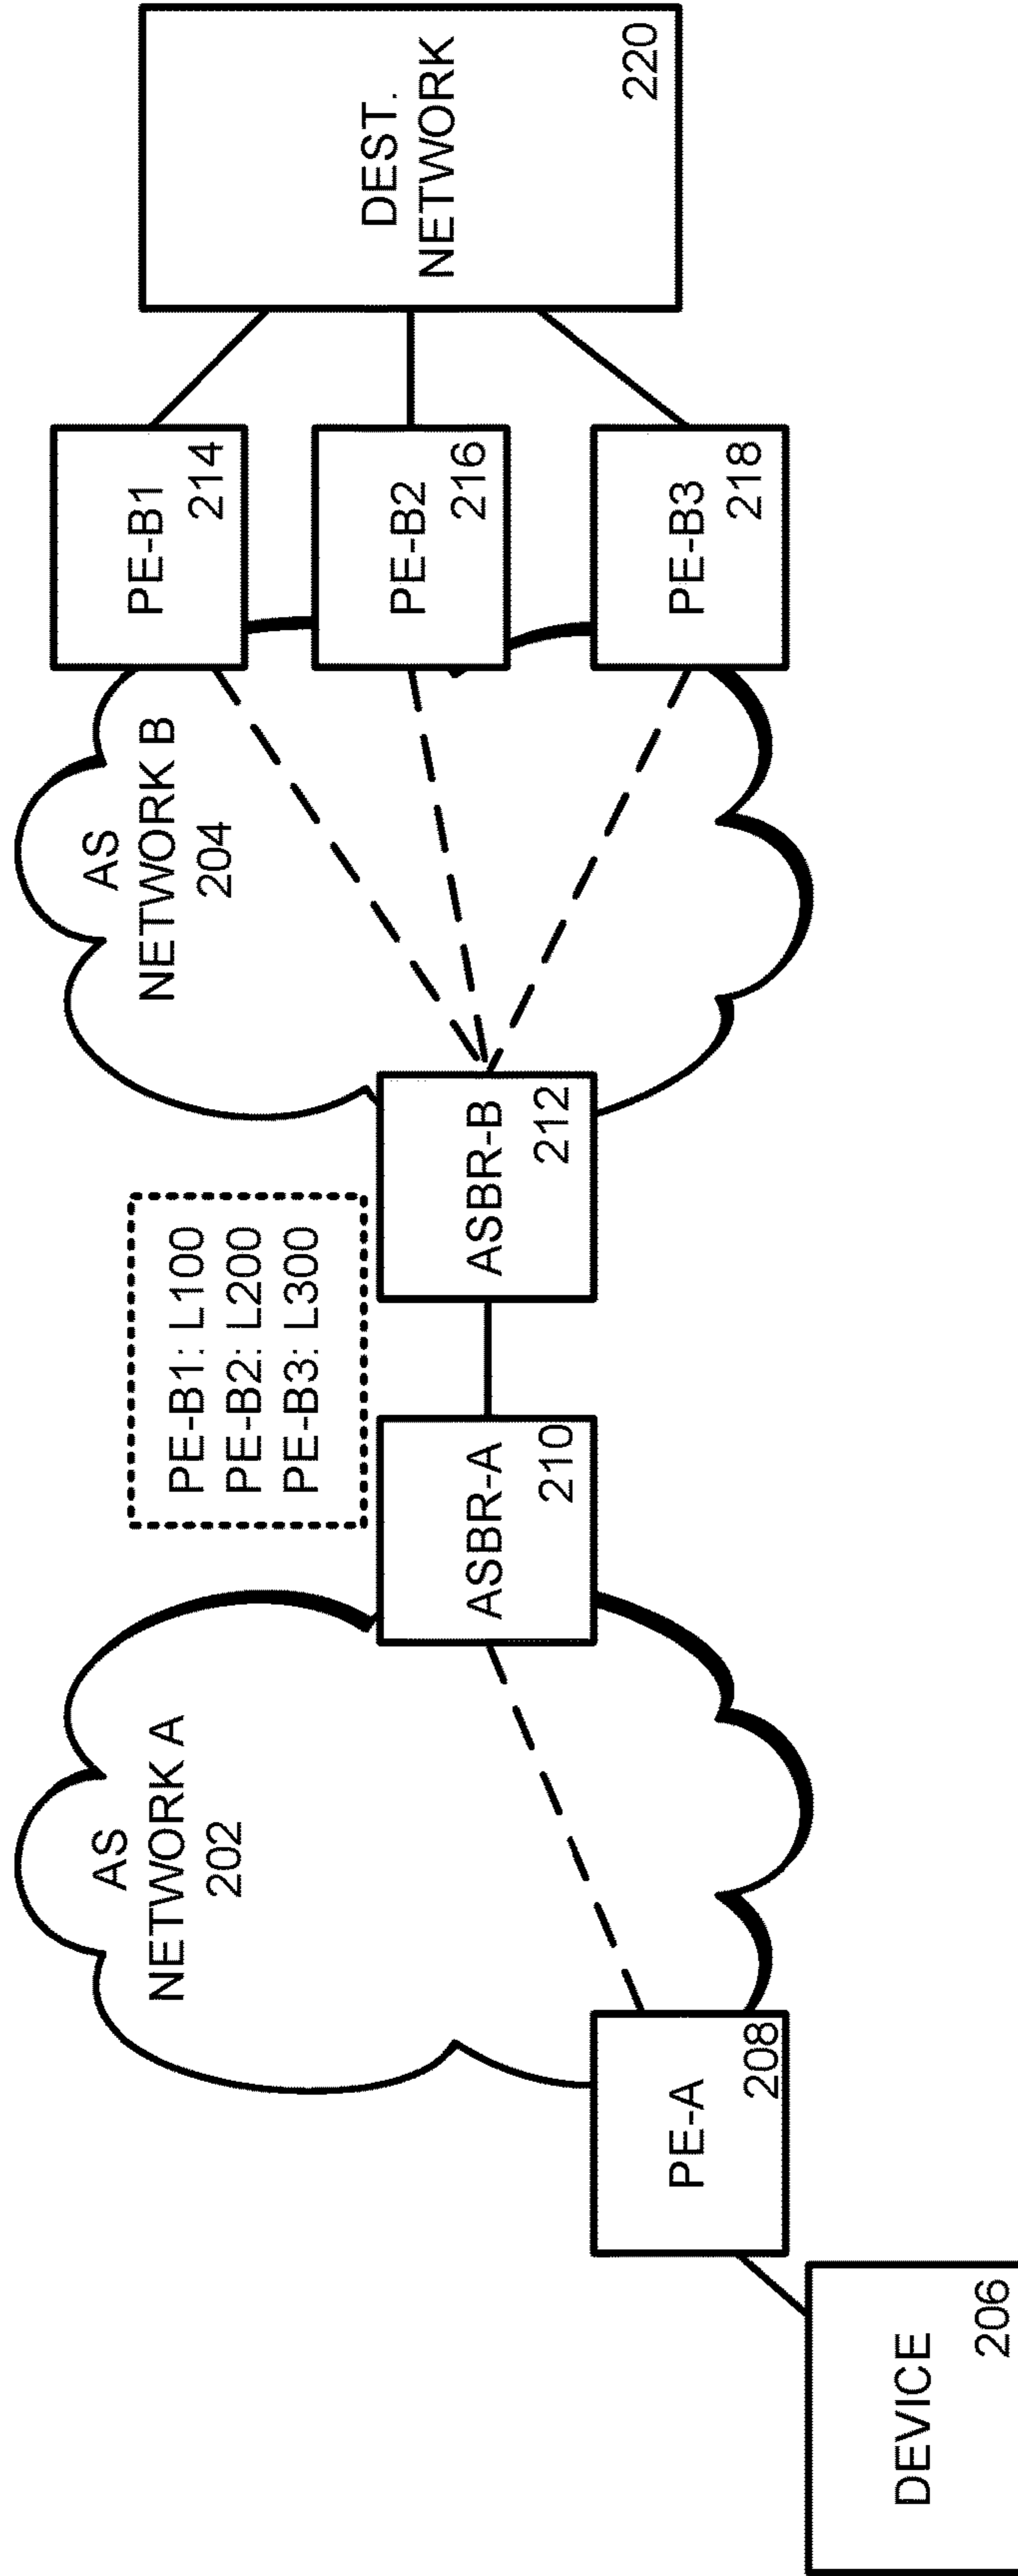 AS
NETWORK A
202
AS
NETWORK B
204
DEVICE
206
PE-A
208
ASBR-A
210
PE-B1: L100
PE-B2: L200
PE-B3: L300
ASBR-B
212
PE-B1
214
PE-B2
216
PE-B3
218
DEST.
NETWORK
220